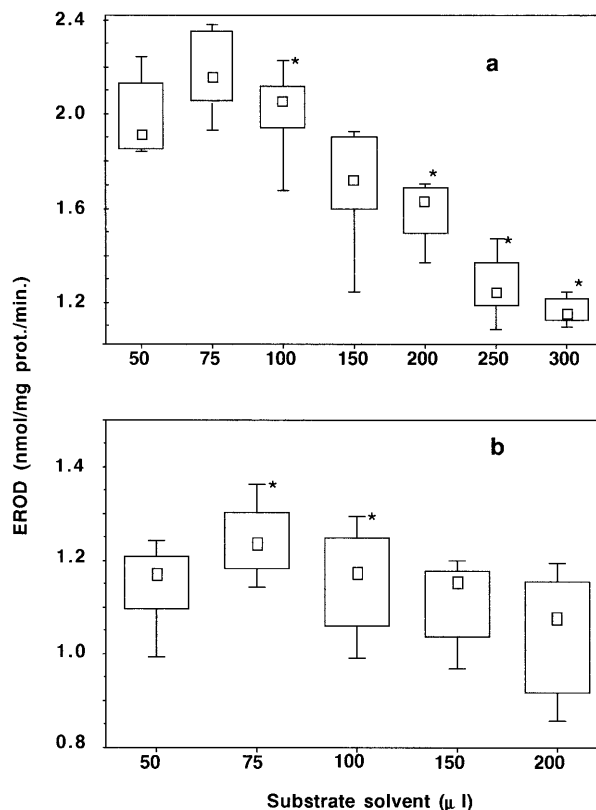 a
2.4
2.0
1.6
1.2
* * * *
50 75 100 150 200 250 300
EROD (nmol/mg prot./min.)
b
1.4
1.2
1.0
0.8
* *
50 75 100 150 200
Substrate solvent (µ l)